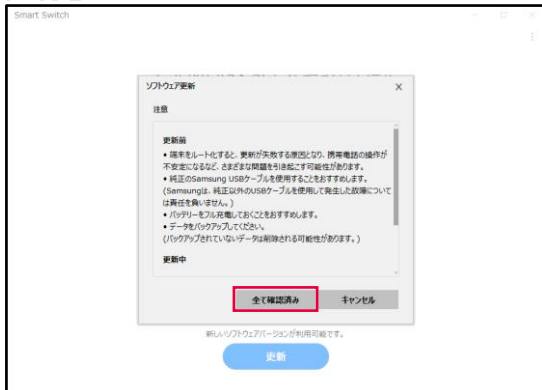 Smart Switch
ソフトウェア更新
注意
更新前
• 端末をルート化すると、更新が失敗する原因となり、携帯電話の操作が
不安定になるなど、さまざまな問題を引き起こす可能性があります。
• 純正のSamsung USBケーブルを使用することをおすすめします。
(Samsungは、純正以外のUSBケーブルを使用して発生した故障について
は責任を負いません。)
• バッテリーをフル充電しておくことをおすすめします。
• データをバックアップしてください。
(バックアップされていないデータは削除される可能性があります。)
更新中
全て確認済み
キャンセル
新しいソフトウェアバージョンが利用可能です。
更新